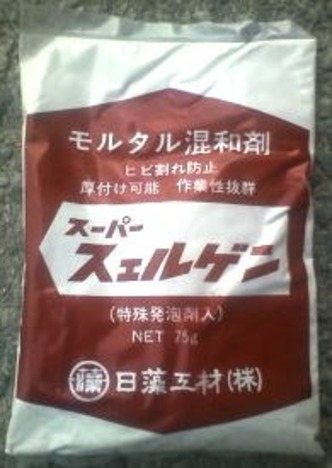 モルタル混和剤
ヒビ割れ防止
厚付け可能 作業性抜群
スーパー
スェルゲン
(特殊発泡剤入)
NET 75g
藻 日藻工材(株)